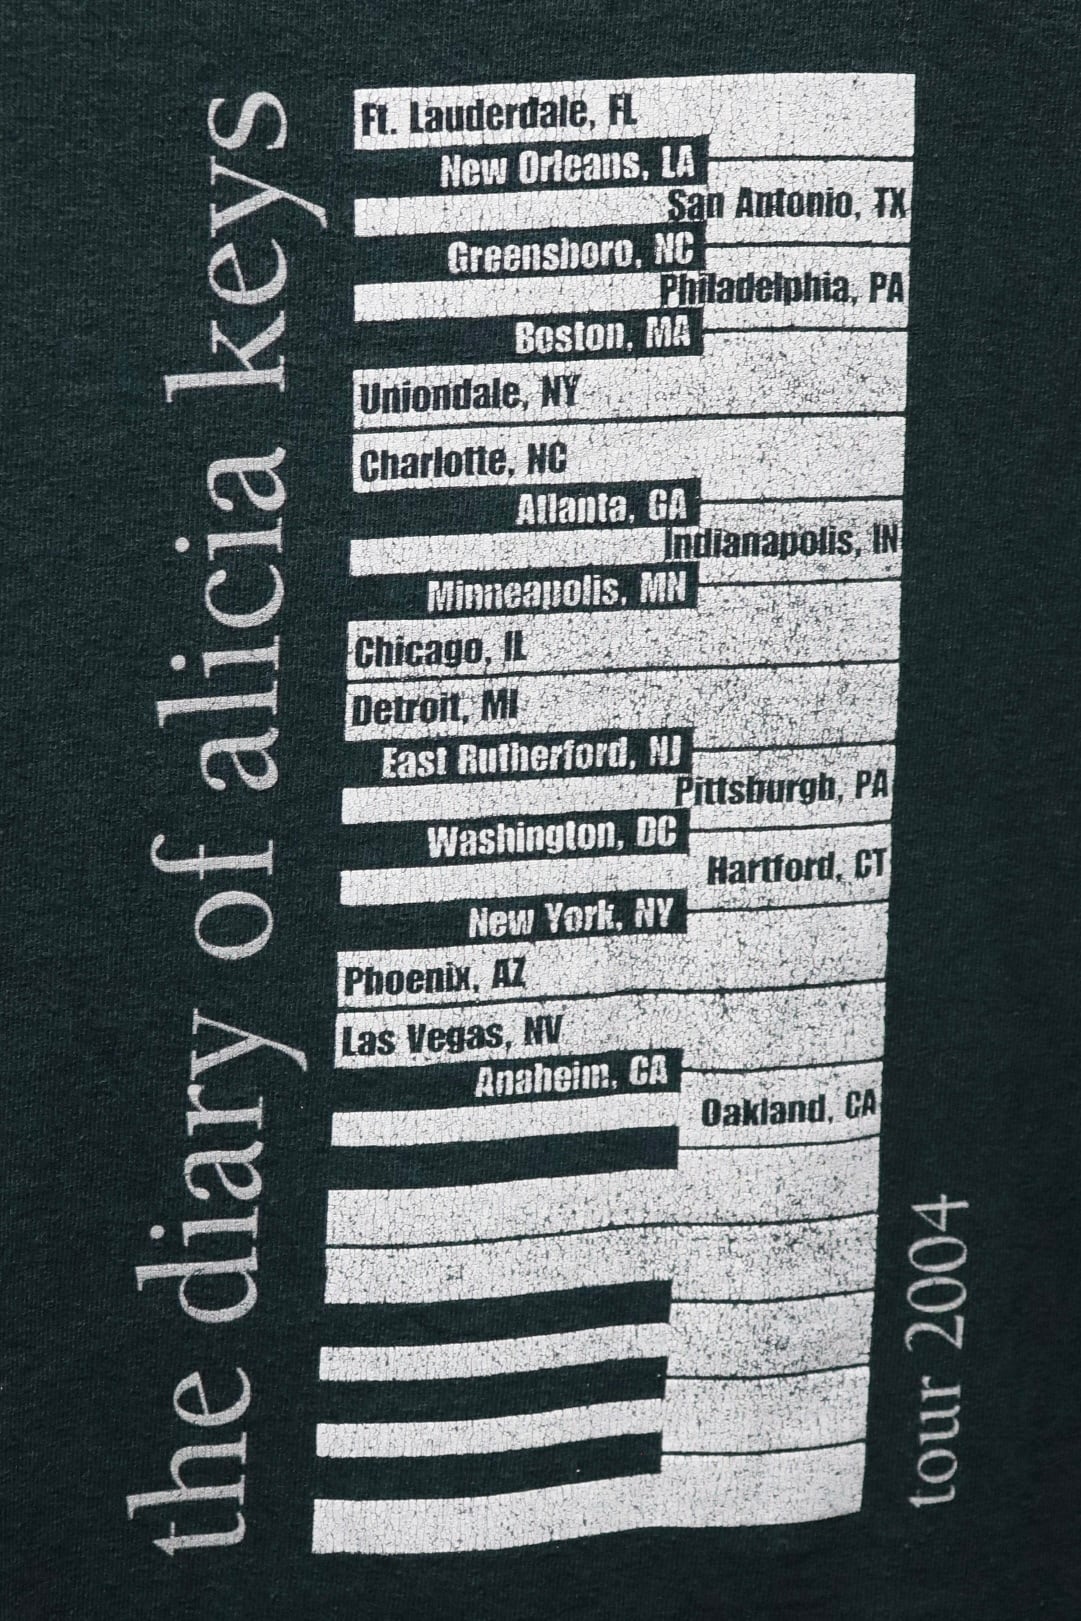 the diary of alicia keys
Ft. Lauderdale, FL
New Orleans, LA
San Antonio, TX
Greensboro, NC
Philadelphia, PA
Boston, MA
Uniondale, NY
Charlotte, NC
Atlanta, GA
Indianapolis, IN
Minneapolis, MN
Chicago, IL
Detroit, MI
East Rutherford, NJ
Pittsburgh, PA
Washington, DC
Hartford, CT
New York, NY
Phoenix, AZ
Las Vegas, NV
Anaheim, CA
Oakland, CA
tour 2004